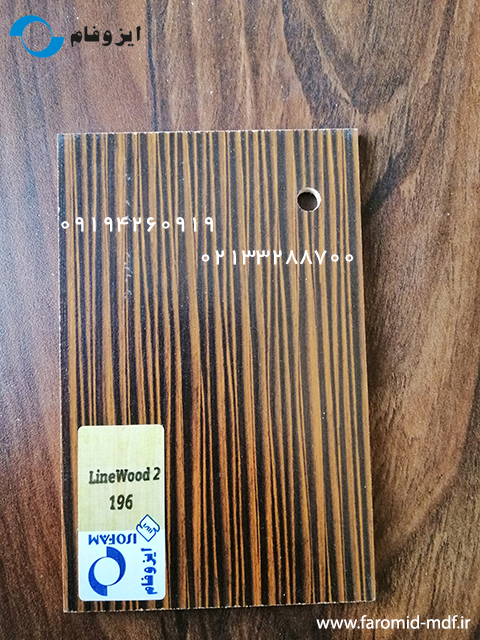 ایزوفام
۰۹۱۹۴۲۶۰۹۱۹
۰۲۱۳۳۲۸۸۷۰۰
LineWood 2
196
ISOFAM
ایزوفام
www.faromid-mdf.ir